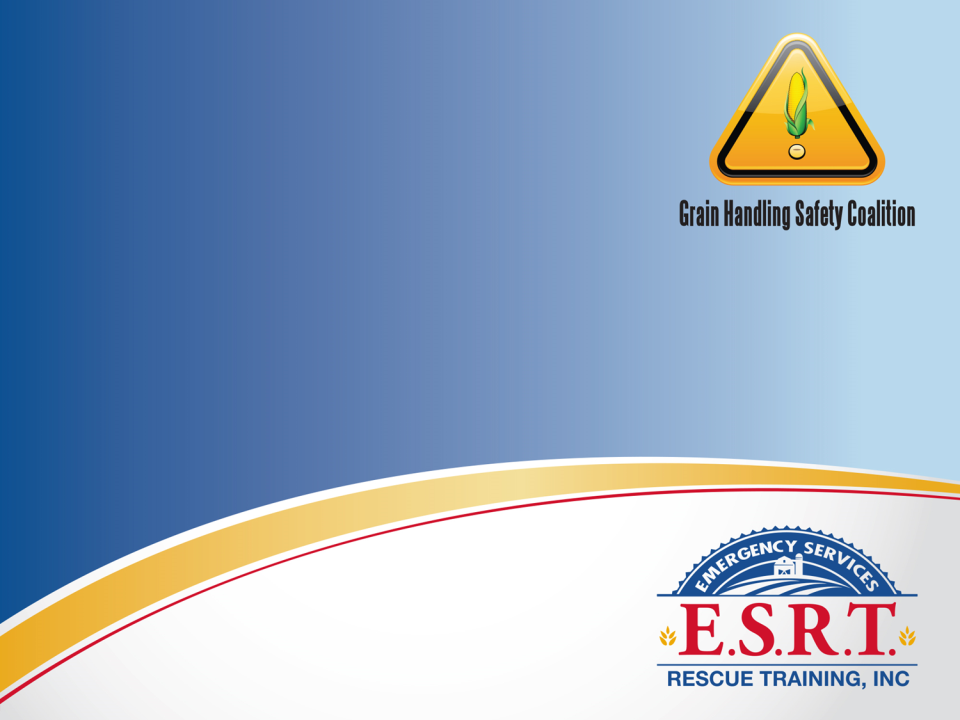 Grain Handling Safety Coalition
EMERGENCY SERVICES
E.S.R.T.
RESCUE TRAINING, INC